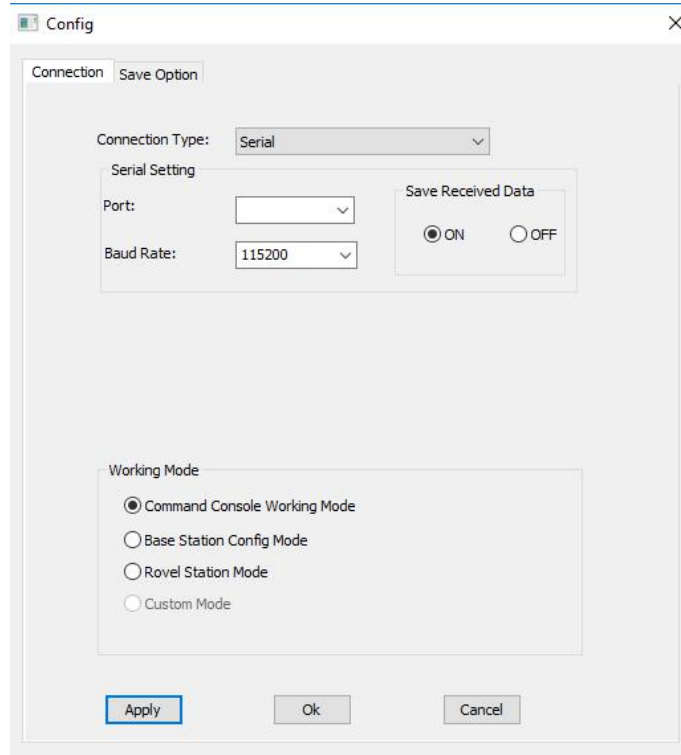 Config
Connection Save Option
Connection Type: Serial
Serial Setting
Port:
Save Received Data
ON OFF
Baud Rate: 115200
Working Mode
Command Console Working Mode
Base Station Config Mode
Rovel Station Mode
Custom Mode
Apply Ok Cancel